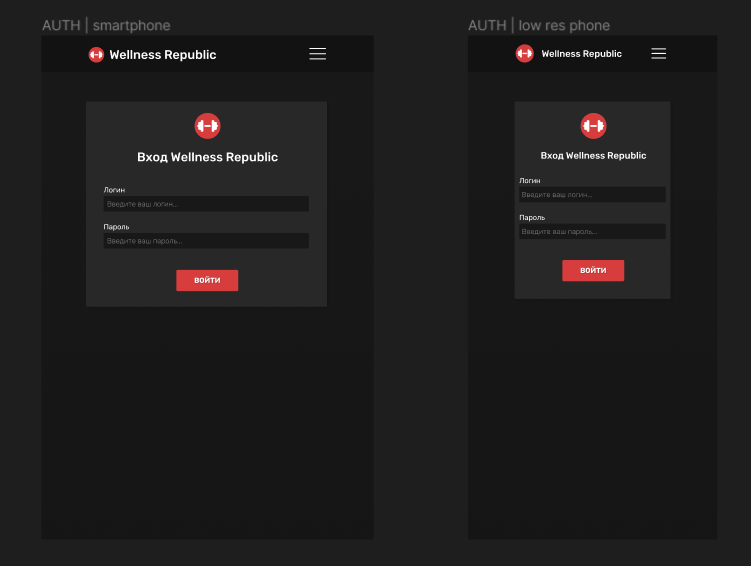 AUTH | smartphone
Wellness Republic
Вход Wellness Republic
Логин
Введите ваш логин...
Пароль
Введите ваш пароль...
ВОЙТИ
AUTH | low res phone
Wellness Republic
Вход Wellness Republic
Логин
Введите ваш логин...
Пароль
Введите ваш пароль...
ВОЙТИ